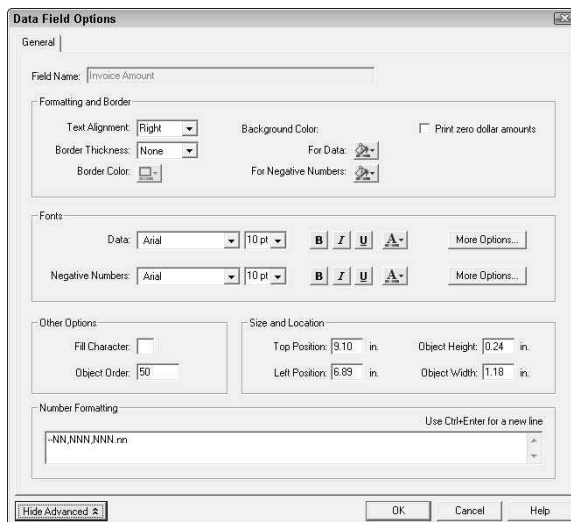 Data Field Options
General
Field Name: Invoice Amount
Formatting and Border
Text Alignment: Right Background Color: Print zero dollar amounts
Border Thickness: None For Data:
Border Color: For Negative Numbers:
Fonts
Data: Arial 10 pt B I U A More Options...
Negative Numbers: Arial 10 pt B I U A More Options...
Other Options Size and Location
Fill Character: Top Position: 9.10 in. Object Height: 0.24 in.
Object Order: 50 Left Position: 6.89 in. Object Width: 1.18 in.
Number Formatting
Use Ctrl+Enter for a new line
--NN,NNN,NNN.nn
Hide Advanced OK Cancel Help